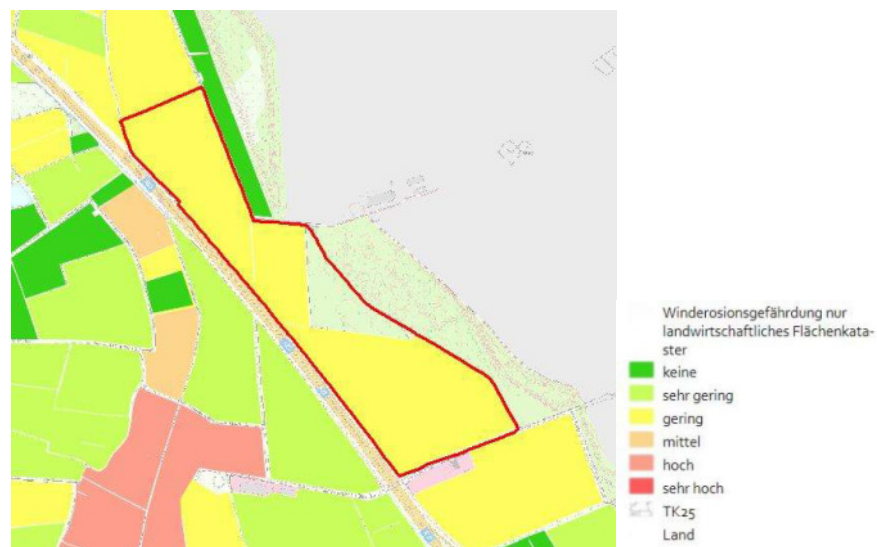 Winderosionsgefährdung nur
landwirtschaftliches Flächenkata-
ster
keine
sehr gering
gering
mittel
hoch
sehr hoch
TK25
Land